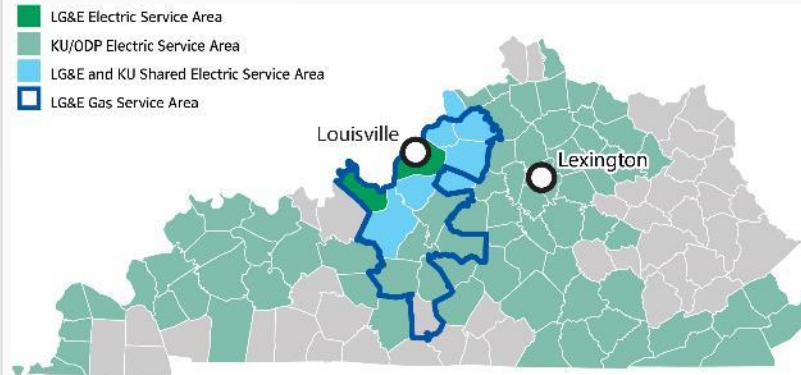 LG&E Electric Service Area
KU/ODP Electric Service Area
LG&E and KU Shared Electric Service Area
LG&E Gas Service Area
Louisville
Lexington